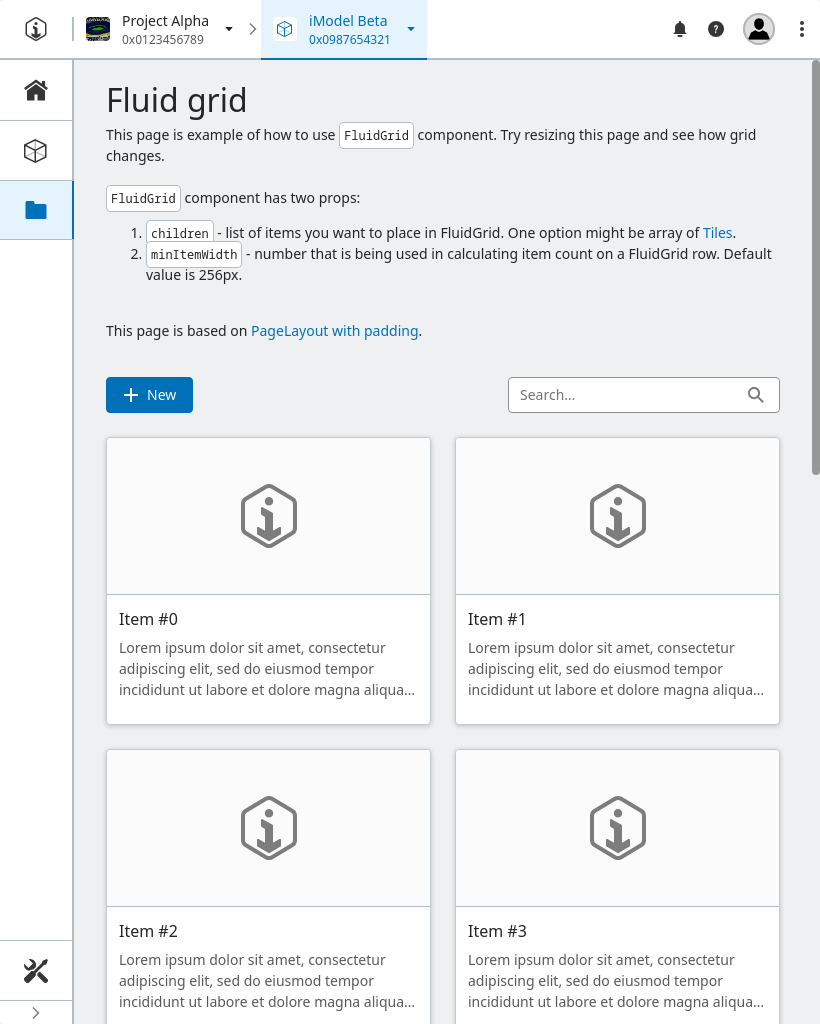 Project Alpha
0x0123456789
iModel Beta
0x0987654321
Fluid grid
This page is example of how to use FluidGrid component. Try resizing this page and see how grid
changes.
FluidGrid component has two props:
1. children - list of items you want to place in FluidGrid. One option might be array of Tiles.
2. minItemWidth - number that is being used in calculating item count on a FluidGrid row. Default
value is 256px.
This page is based on PageLayout with padding.
New
Search...
Item #0
Lorem ipsum dolor sit amet, consectetur
adipiscing elit, sed do eiusmod tempor
incididunt ut labore et dolore magna aliqua...
Item #1
Lorem ipsum dolor sit amet, consectetur
adipiscing elit, sed do eiusmod tempor
incididunt ut labore et dolore magna aliqua...
Item #2
Lorem ipsum dolor sit amet, consectetur
adipiscing elit, sed do eiusmod tempor
incididunt ut labore et dolore magna aliqua...
Item #3
Lorem ipsum dolor sit amet, consectetur
adipiscing elit, sed do eiusmod tempor
incididunt ut labore et dolore magna aliqua...